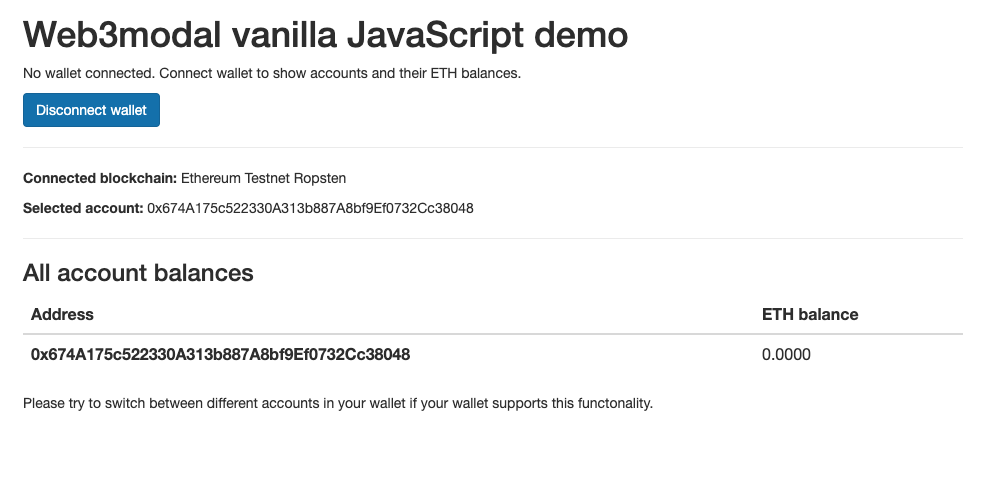 Web3modal vanilla JavaScript demo
No wallet connected. Connect wallet to show accounts and their ETH balances.
Disconnect wallet
Connected blockchain: Ethereum Testnet Ropsten
Selected account: 0x674A175c522330A313b887A8bf9Ef0732Cc38048
All account balances
Address ETH balance
0x674A175c522330A313b887A8bf9Ef0732Cc38048 0.0000
Please try to switch between different accounts in your wallet if your wallet supports this functonality.